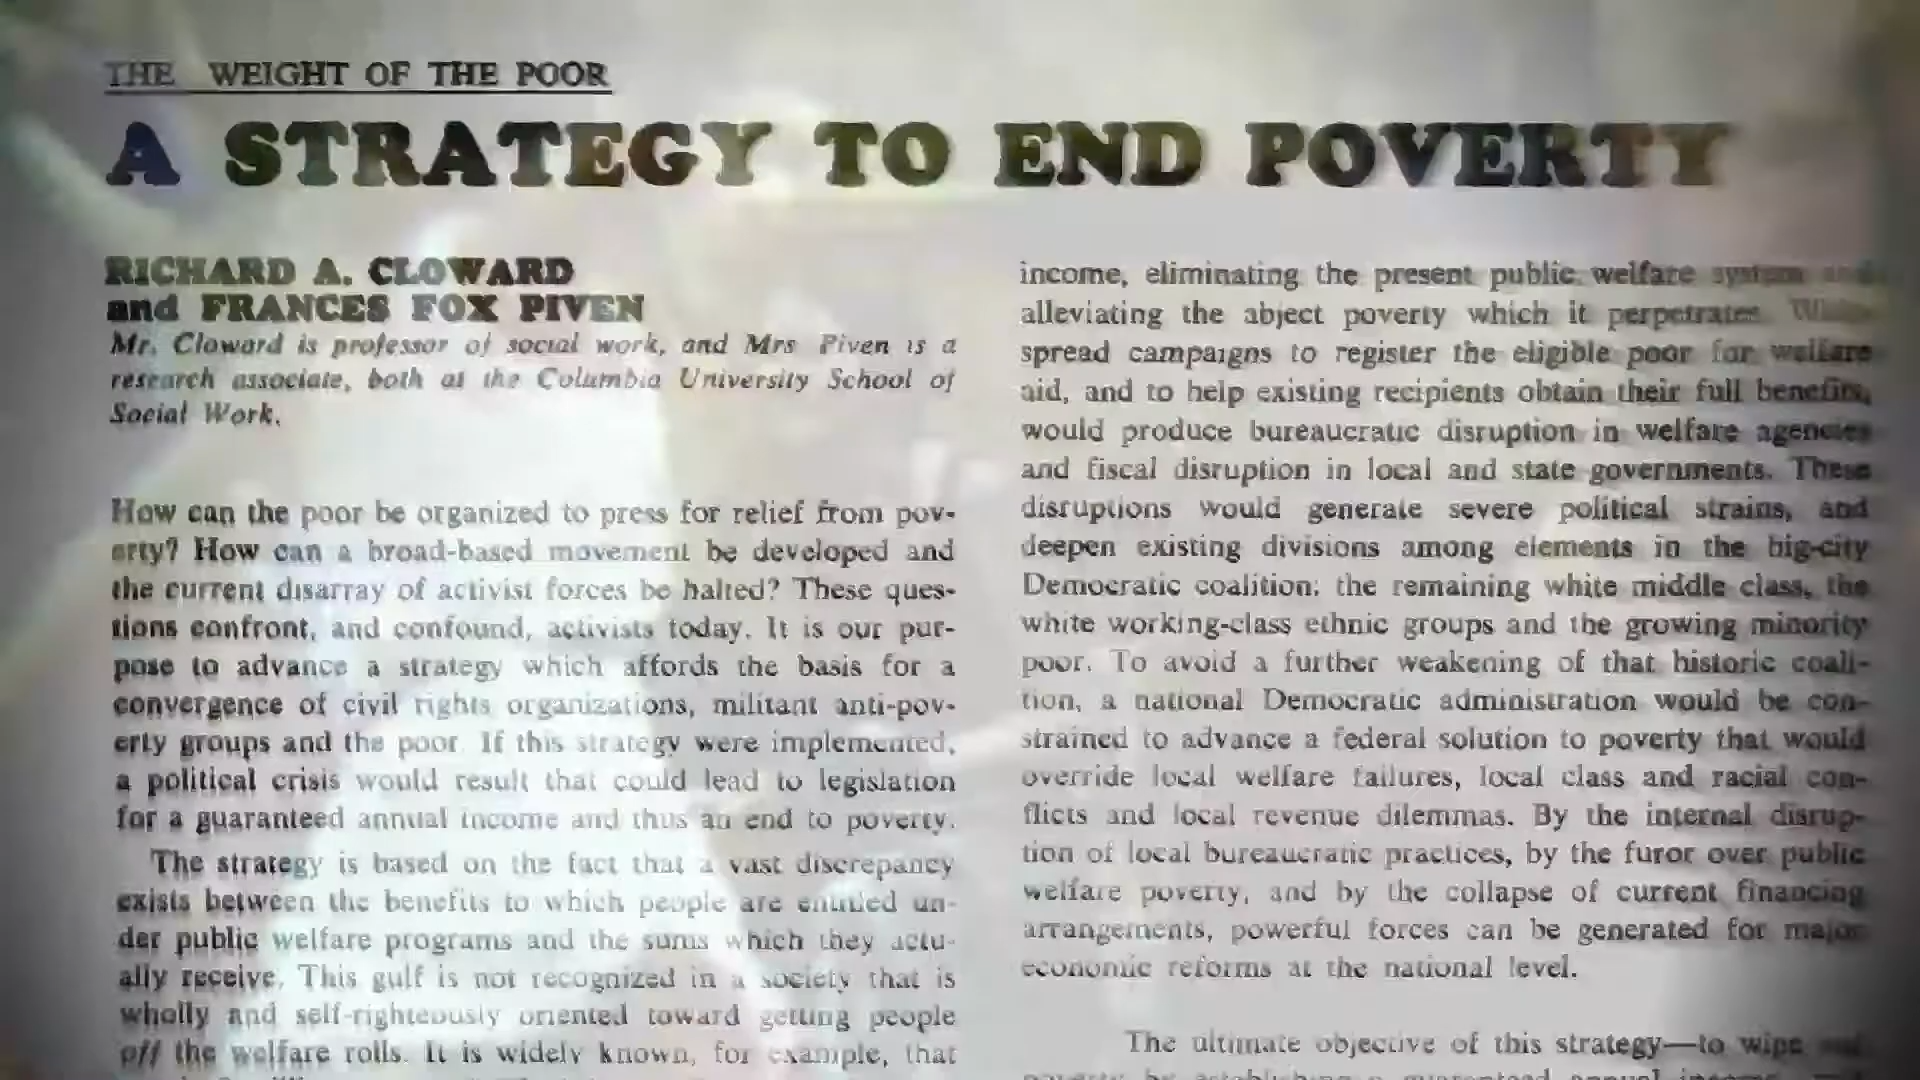 THE WEIGHT OF THE POOR
A STRATEGY TO END POVERTY
RICHARD A. CLOWARD
and FRANCES FOX PIVEN
Mr. Cloward is professor of social work, and Mrs Piven is a
research associate, both at the Columbia University School of
Social Work.
How can the poor be organized to press for relief from pov-
erty? How can a broad-based movement be developed and
the current disarray of activist forces be halted? These ques-
tions confront, and confound, activists today. It is our pur-
pose to advance a strategy which affords the basis for a
convergence of civil rights organizations, militant anti-pov-
erty groups and the poor. If this strategy were implemented,
a political crisis would result that could lead to legislation
for a guaranteed annual income and thus an end to poverty.
The strategy is based on the fact that a vast discrepancy
exists between the benefits to which people are entitled un-
der public welfare programs and the sums which they actu-
ally receive. This gulf is not recognized in a society that is
wholly and self-righteously oriented toward getting people
off the welfare rolls. It is widely known, for example, that
income, eliminating the present public welfare system and
alleviating the abject poverty which it perpetrates. Wide-
spread campaigns to register the eligible poor for welfare
aid, and to help existing recipients obtain their full benefits,
would produce bureaucratic disruption in welfare agencies
and fiscal disruption in local and state governments. These
disruptions would generate severe political strains, and
deepen existing divisions among elements in the big-city
Democratic coalition: the remaining white middle class, the
white working-class ethnic groups and the growing minority
poor. To avoid a further weakening of that historic coali-
tion, a national Democratic administration would be con-
strained to advance a federal solution to poverty that would
override local welfare failures, local class and racial con-
flicts and local revenue dilemmas. By the internal disrup-
tion of local bureaucratic practices, by the furor over public
welfare poverty, and by the collapse of current financing
arrangements, powerful forces can be generated for major
economic reforms at the national level.
The ultimate objective of this strategy—to wipe
poverty by establishing a guaranteed annual income